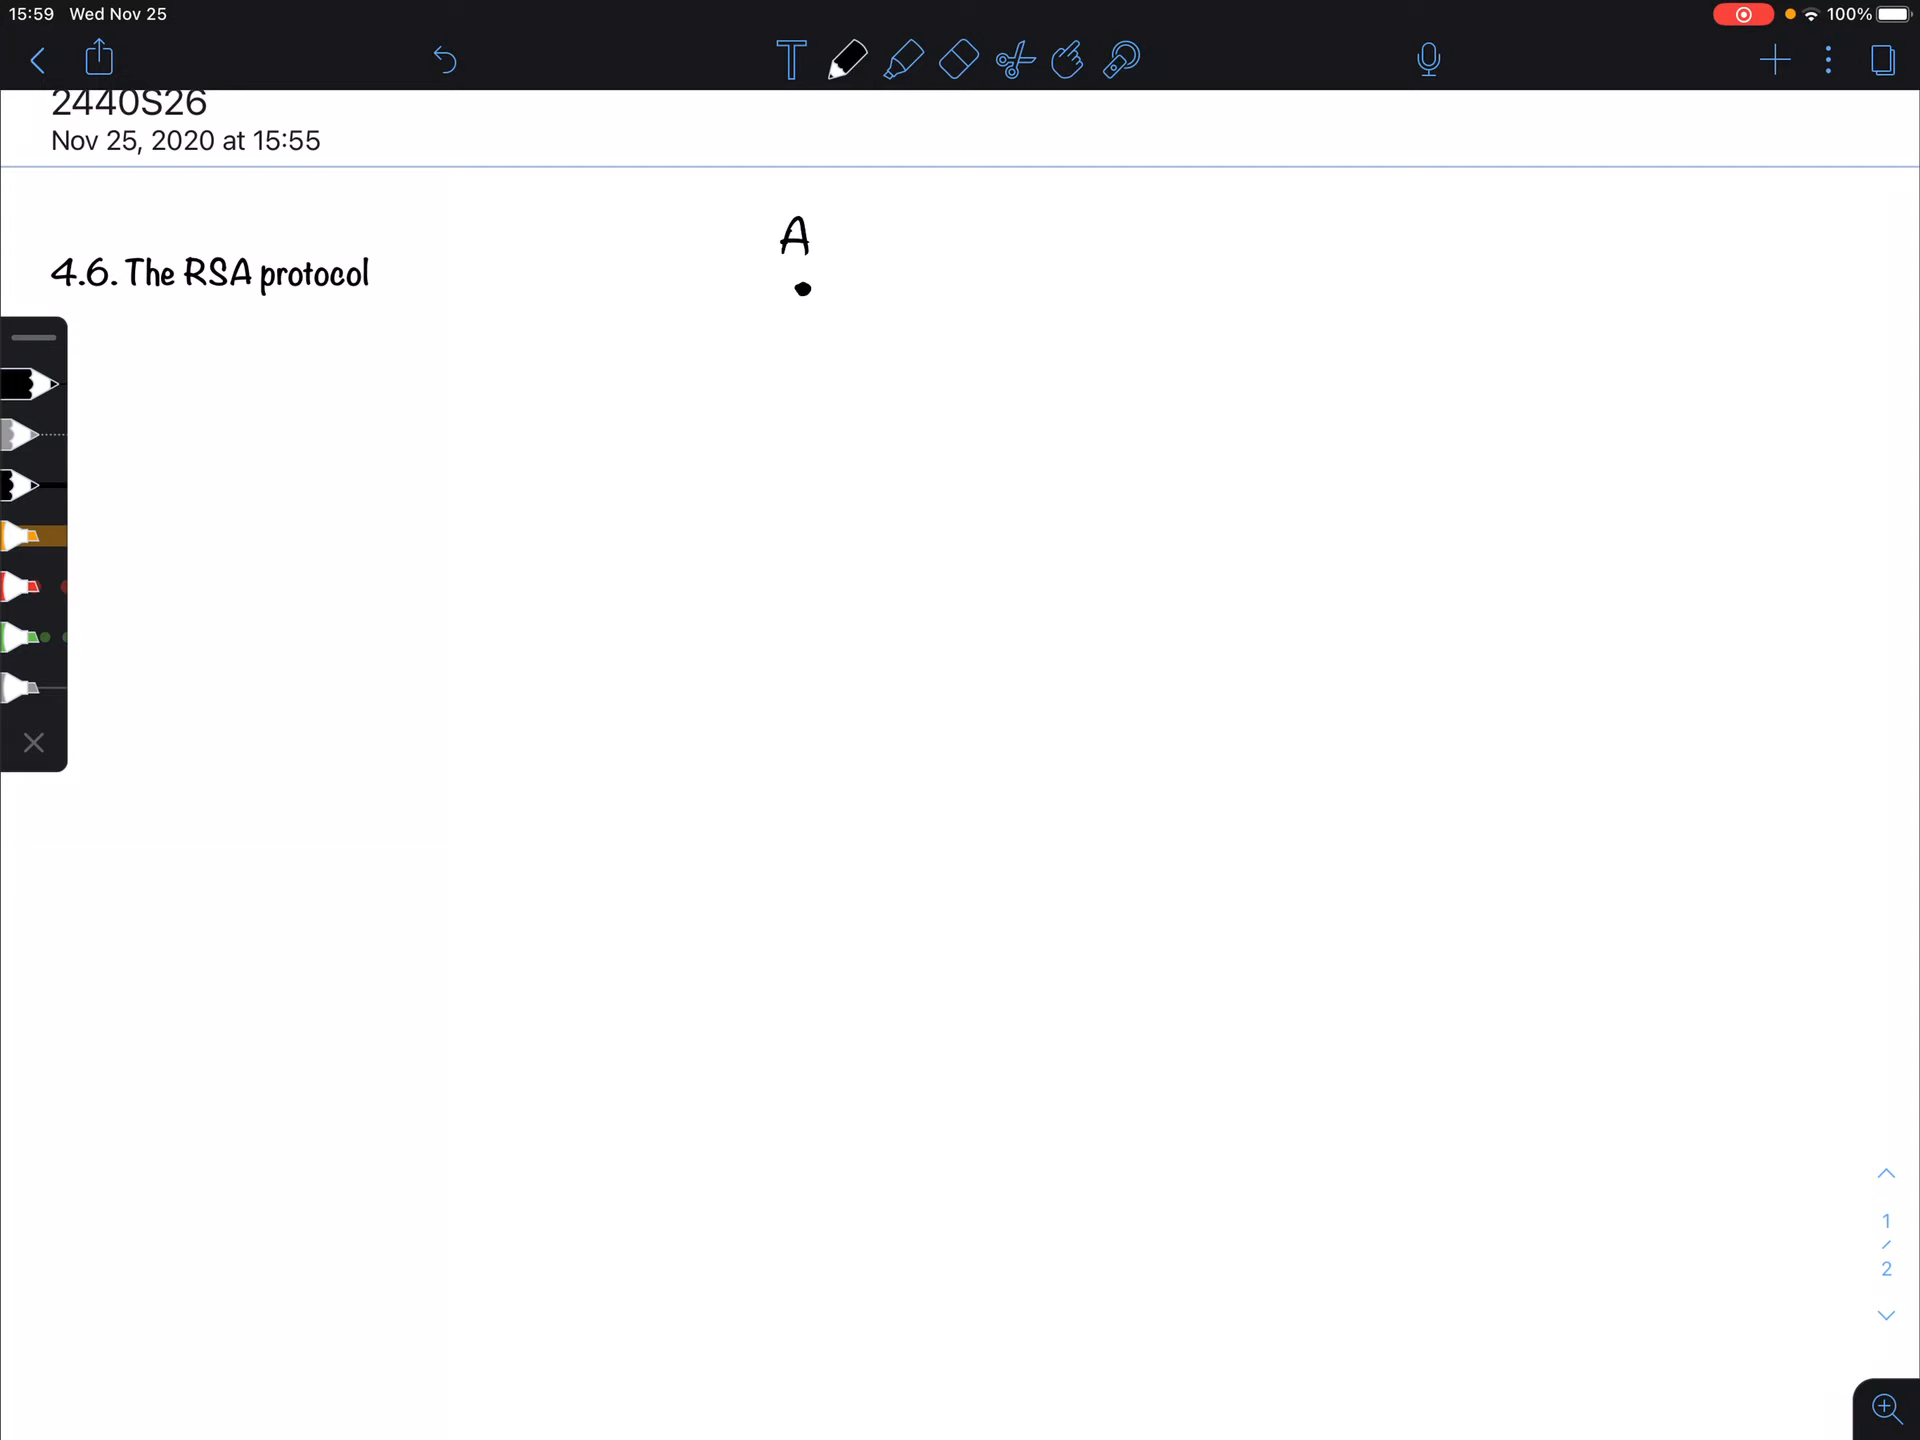 15:59 Wed Nov 25 100%
2440S26
Nov 25, 2020 at 15:55
A
4.6. The RSA protocol
1
/
2